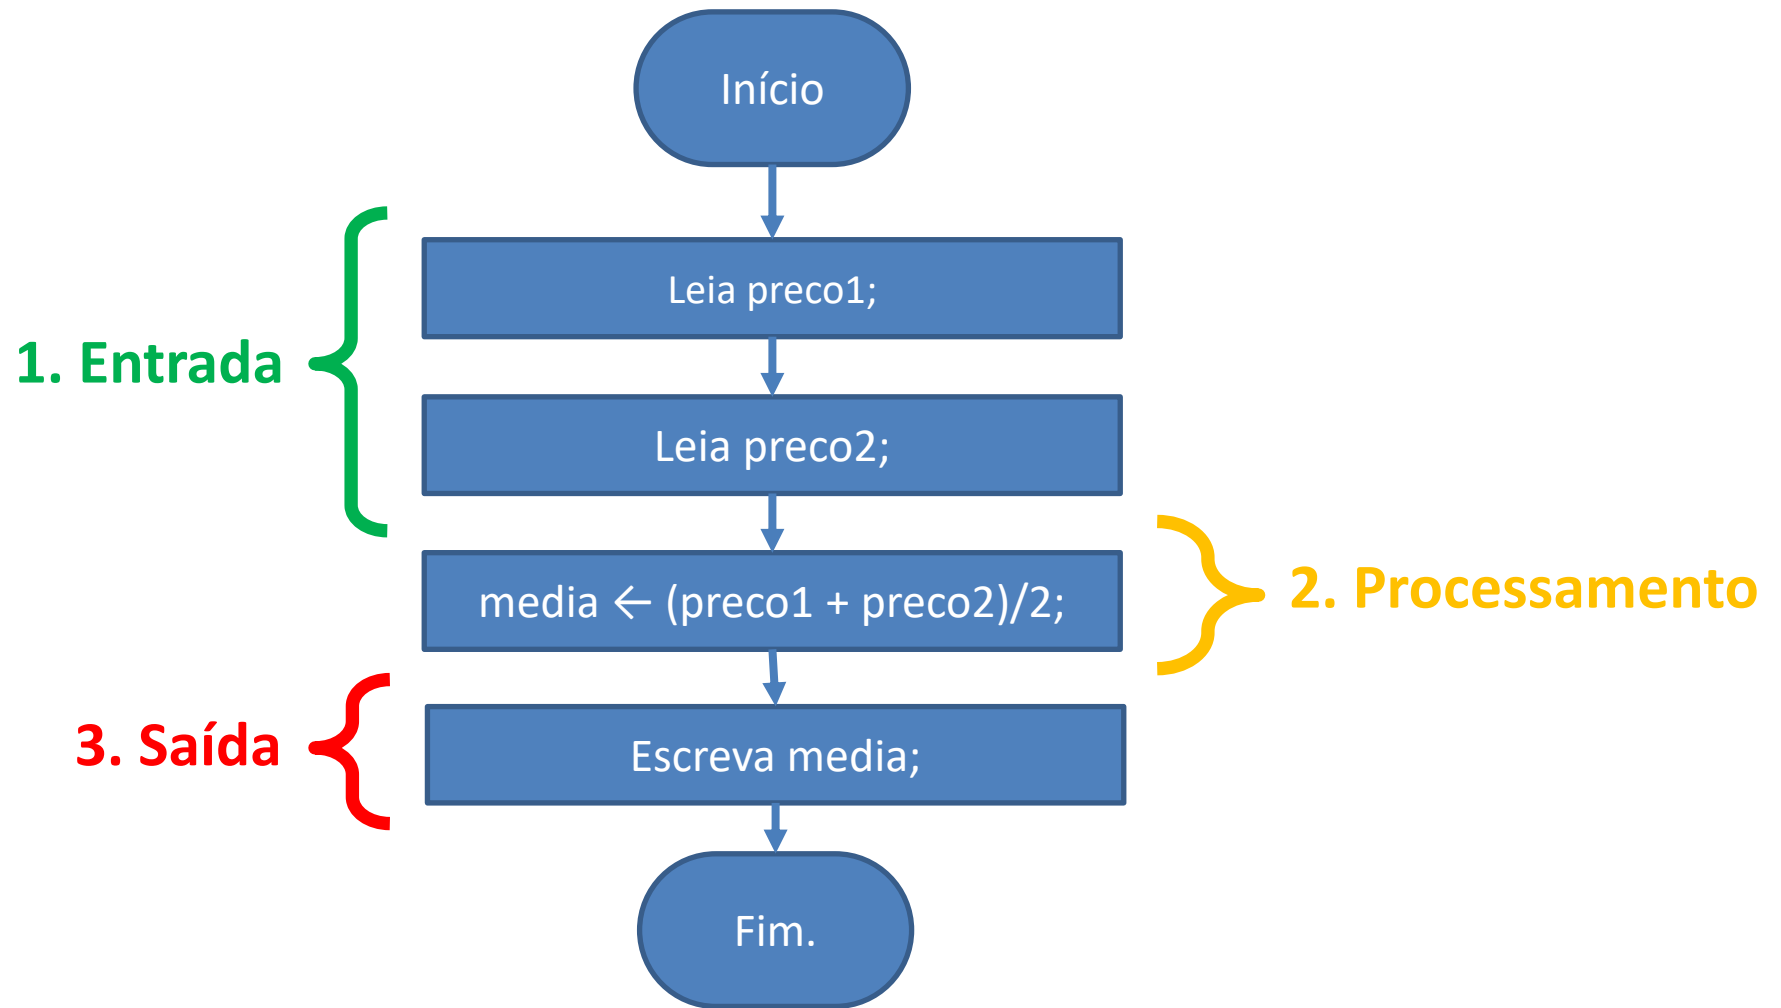 Início
Leia preco1;
1. Entrada
Leia preco2;
media ← (preco1 + preco2)/2;
2. Processamento
3. Saída
Escreva media;
Fim.